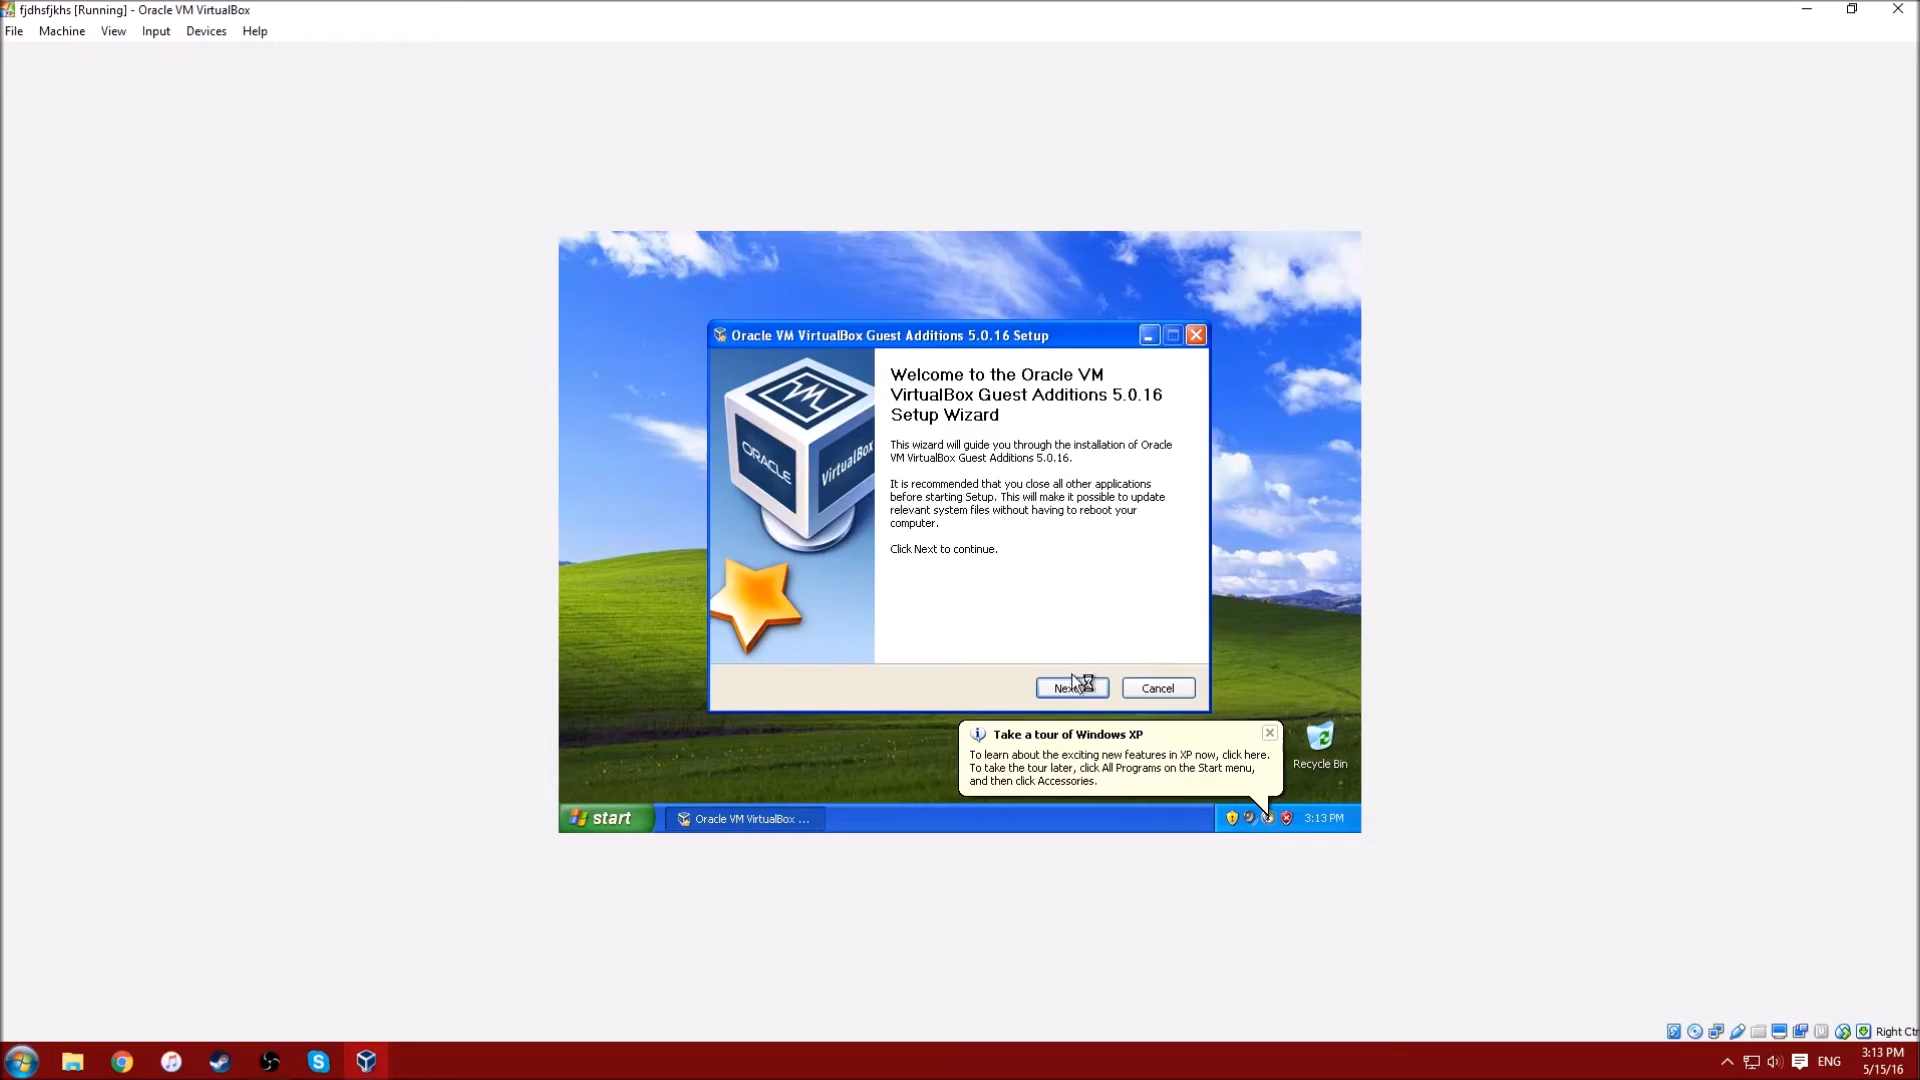 fjdhsfjkhs [Running] - Oracle VM VirtualBox
File Machine View Input Devices Help
Oracle VM VirtualBox Guest Additions 5.0.16 Setup
ORACLE
VirtualBox
Welcome to the Oracle VM
VirtualBox Guest Additions 5.0.16
Setup Wizard
This wizard will guide you through the installation of Oracle
VM VirtualBox Guest Additions 5.0.16.
It is recommended that you close all other applications
before starting Setup. This will make it possible to update
relevant system files without having to reboot your
computer.
Click Next to continue.
Cancel
Take a tour of Windows XP
To learn about the exciting new features in XP now, click here.
To take the tour later, click All Programs on the Start menu,
and then click Accessories.
Recycle Bin
start
Oracle VM VirtualBox ...
3:13 PM
Right Ctr
ENG
3:13 PM
5/15/16